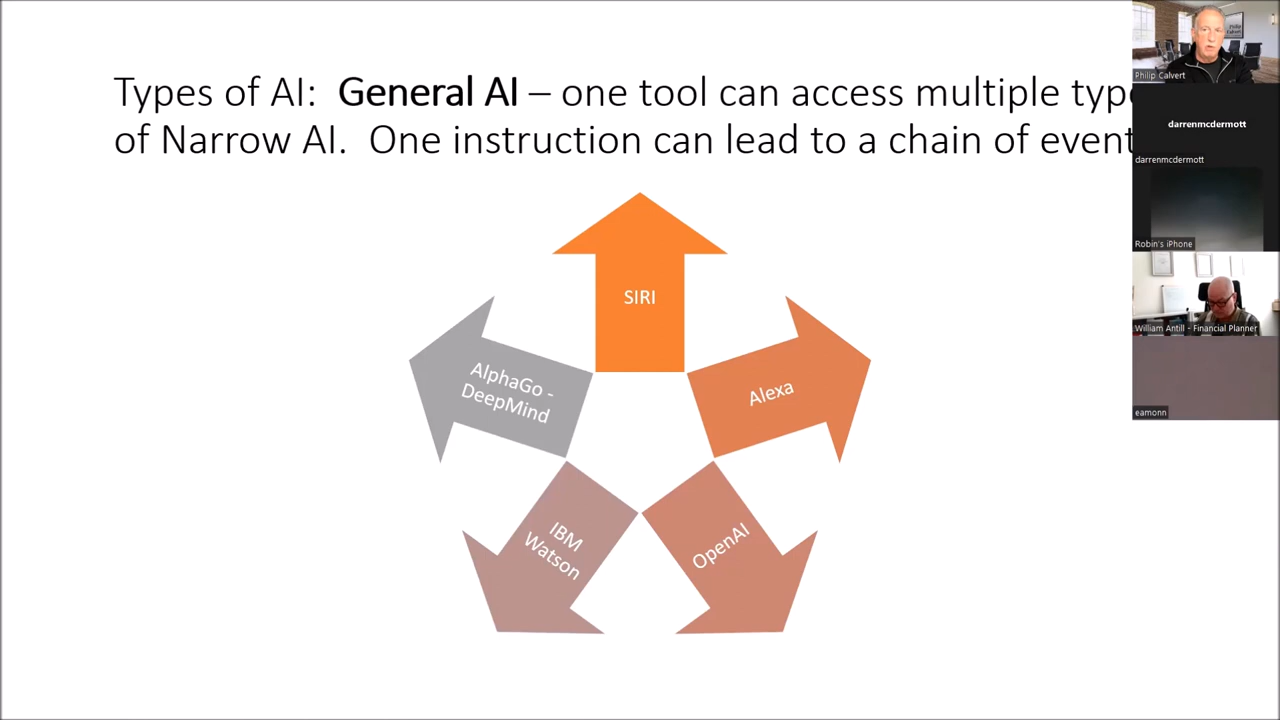 Types of AI: General AI – one tool can access multiple typ
of Narrow AI. One instruction can lead to a chain of event
SIRI
Alexa
OpenAI
IBM
Watson
AlphaGo -
DeepMind
Philip Calvert
darrenmcdermott
darrenmcdermott
Robin's iPhone
William Antill - Financial Planner
eamonn